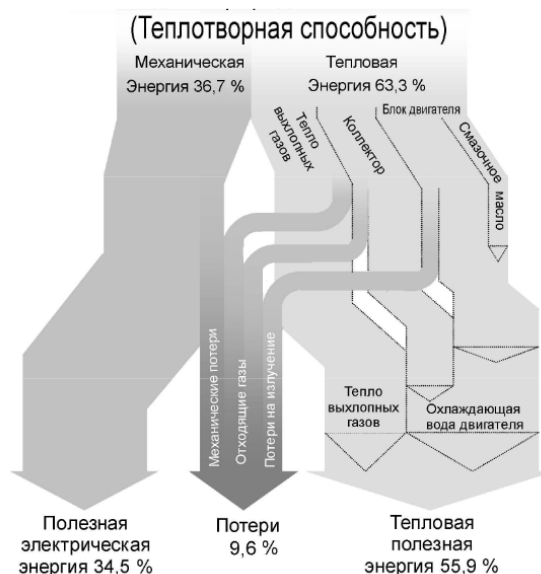 (Теплотворная способность)
Механическая
Энергия 36,7 %
Тепловая
Энергия 63,3 %
Тепло
выхлопных
газов
Коллектор
Блок двигателя
Смазочное
масло
Механические потери
Отходящие газы
Потери на излучение
Тепло
выхлопных
газов
Охлаждающая
вода двигателя
Полезная
электрическая
энергия 34,5 %
Потери
9,6 %
Тепловая
полезная
энергия 55,9 %